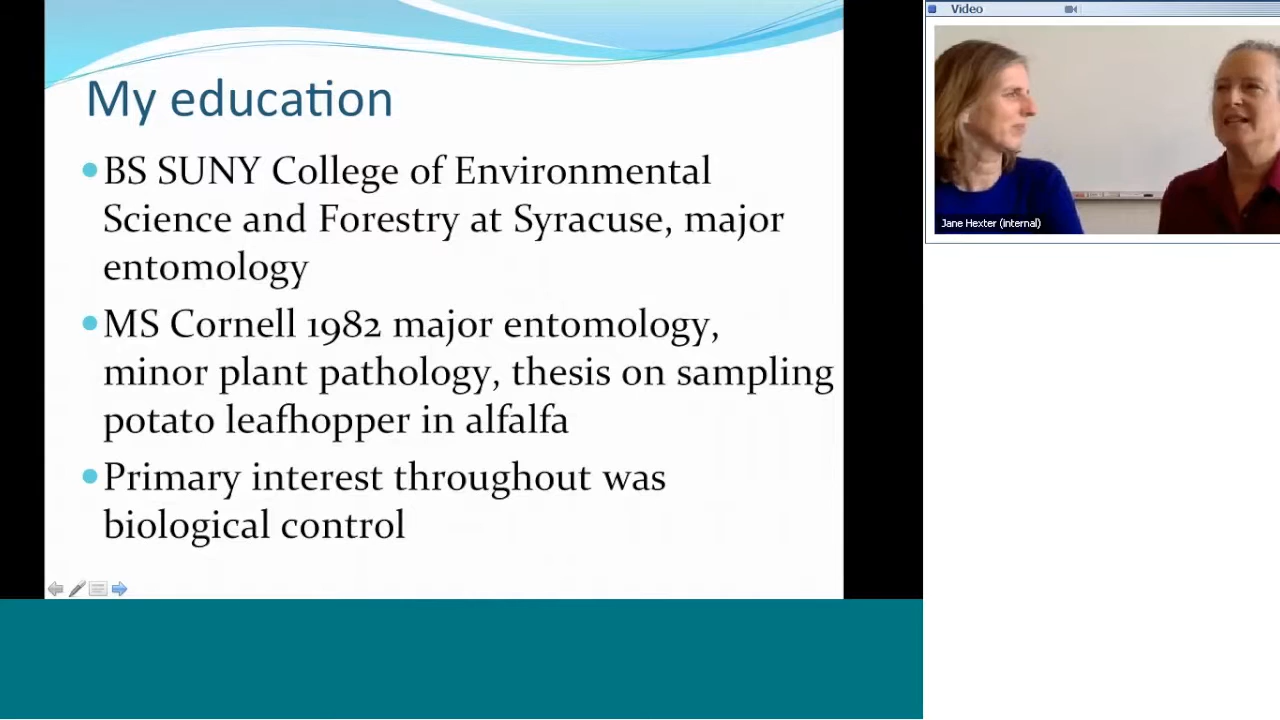 My education
BS SUNY College of Environmental
Science and Forestry at Syracuse, major
entomology
MS Cornell 1982 major entomology,
minor plant pathology, thesis on sampling
potato leafhopper in alfalfa
Primary interest throughout was
biological control
Video
Jane Hexter (internal)